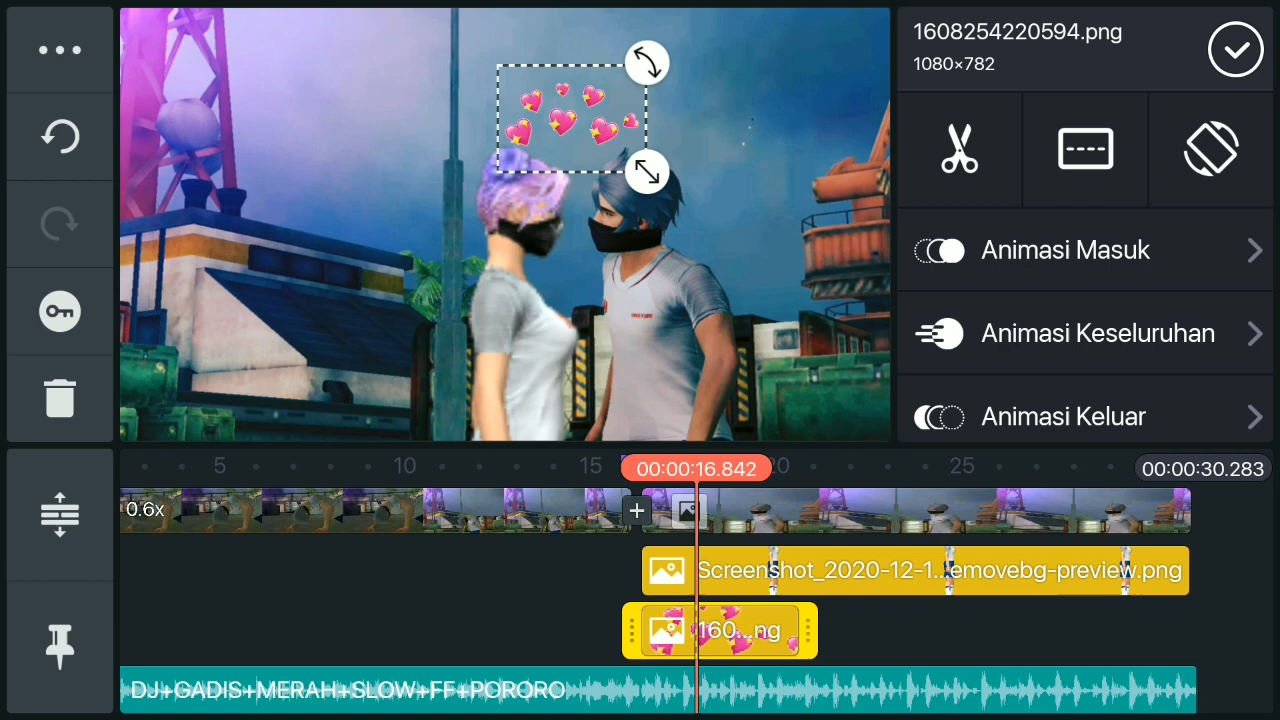 1608254220594.png
1080×782
Animasi Masuk
Animasi Keseluruhan
Animasi Keluar
5
10
15
00:00:16.842
20
25
00:00:30.283
0.6x
Screenshot_2020-12-1...emovebg-preview.png
160...ng
DJ+GADIS+MERAH+SLOW+FF+PORORO